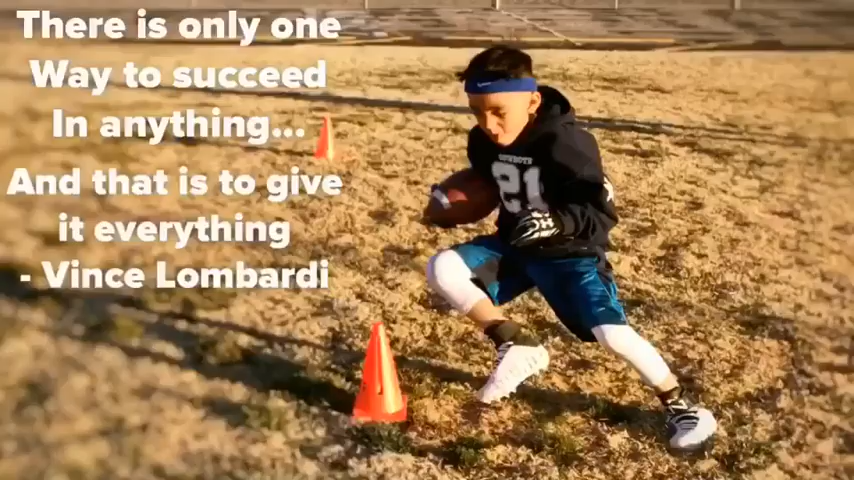 There is only one
Way to succeed
In anything...
And that is to give
it everything
- Vince Lombardi
COWBOYS
21